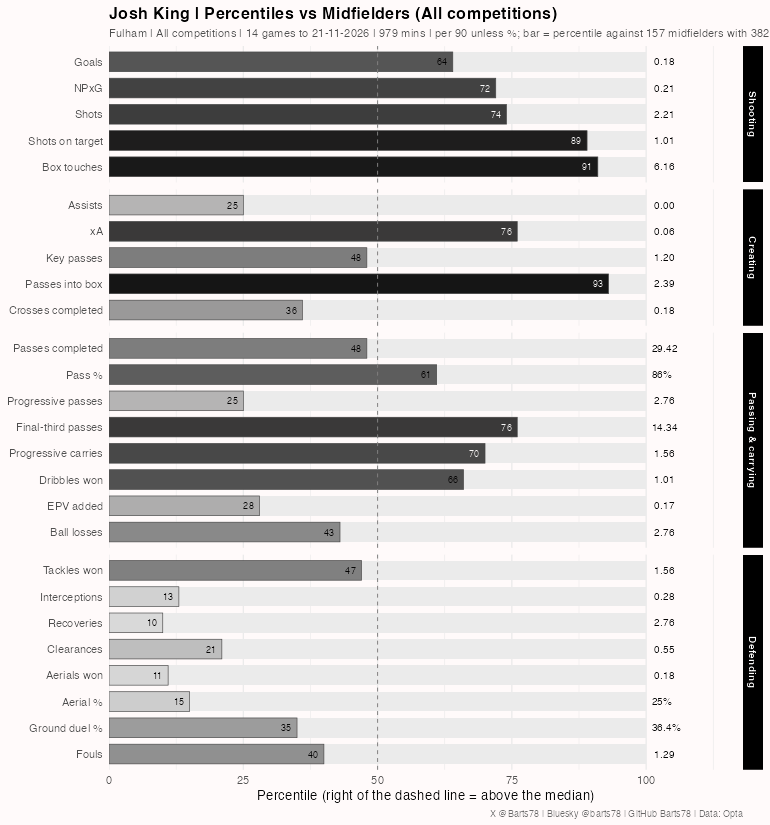 Josh King | Percentiles vs Midfielders (All competitions)
Fulham | All competitions | 14 games to 21-11-2026 | 979 mins | per 90 unless %; bar = percentile against 157 midfielders with 382
Goals 64 0.18
NPxG 72 0.21
Shots 74 2.21
Shots on target 89 1.01
Box touches 91 6.16
Shooting
Assists 25 0.00
xA 76 0.06
Key passes 48 1.20
Passes into box 93 2.39
Crosses completed 36 0.18
Creating
Passes completed 48 29.42
Pass % 61 86%
Progressive passes 25 2.76
Final-third passes 76 14.34
Progressive carries 70 1.56
Dribbles won 66 1.01
EPV added 28 0.17
Ball losses 43 2.76
Passing & carrying
Tackles won 47 1.56
Interceptions 13 0.28
Recoveries 10 2.76
Clearances 21 0.55
Aerials won 11 0.18
Aerial % 15 25%
Ground duel % 35 36.4%
Fouls 40 1.29
Defending
0 25 50 75 100
Percentile (right of the dashed line = above the median)
X @Barts78 | Bluesky @barts78 | GitHub Barts78 | Data: Opta